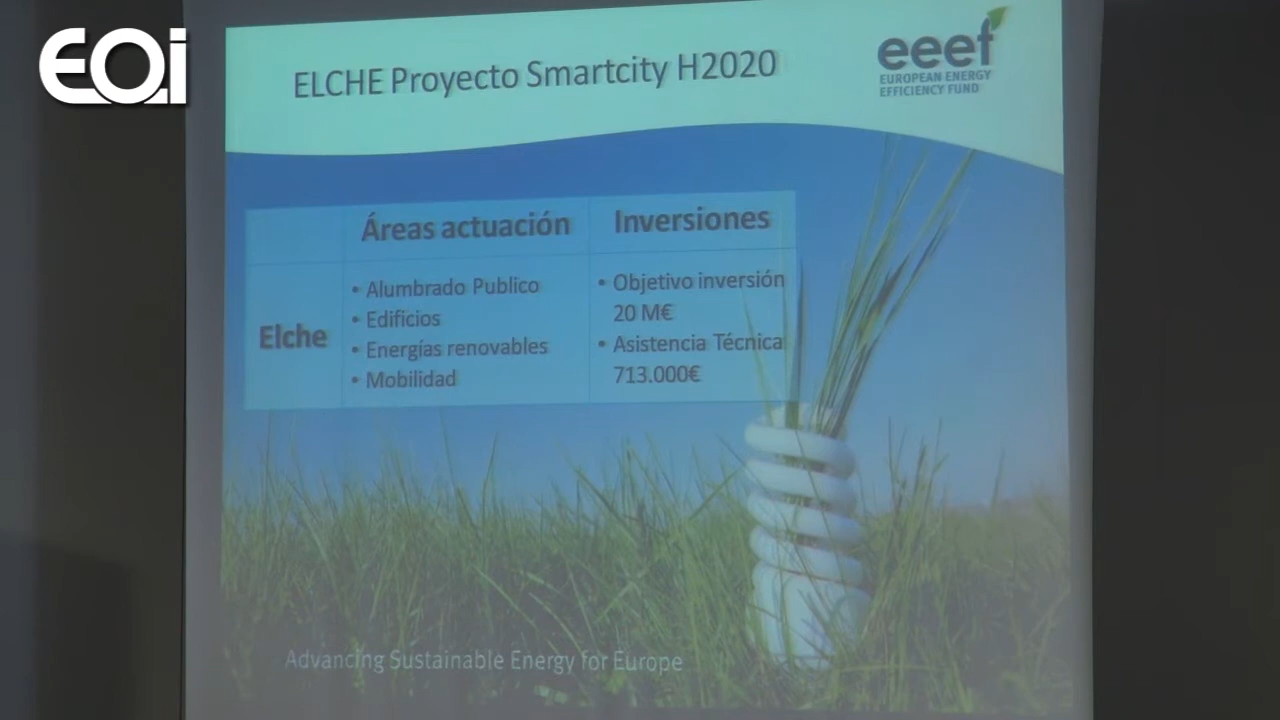 EOi
ELCHE Proyecto Smartcity H2020
eeef
EUROPEAN ENERGY
EFFICIENCY FUND
Áreas actuación
Inversiones
Elche
• Alumbrado Publico
• Edificios
• Energías renovables
• Mobilidad
• Objetivo inversión
20 M€
• Asistencia Técnica
713.000€
Advancing Sustainable Energy for Europe